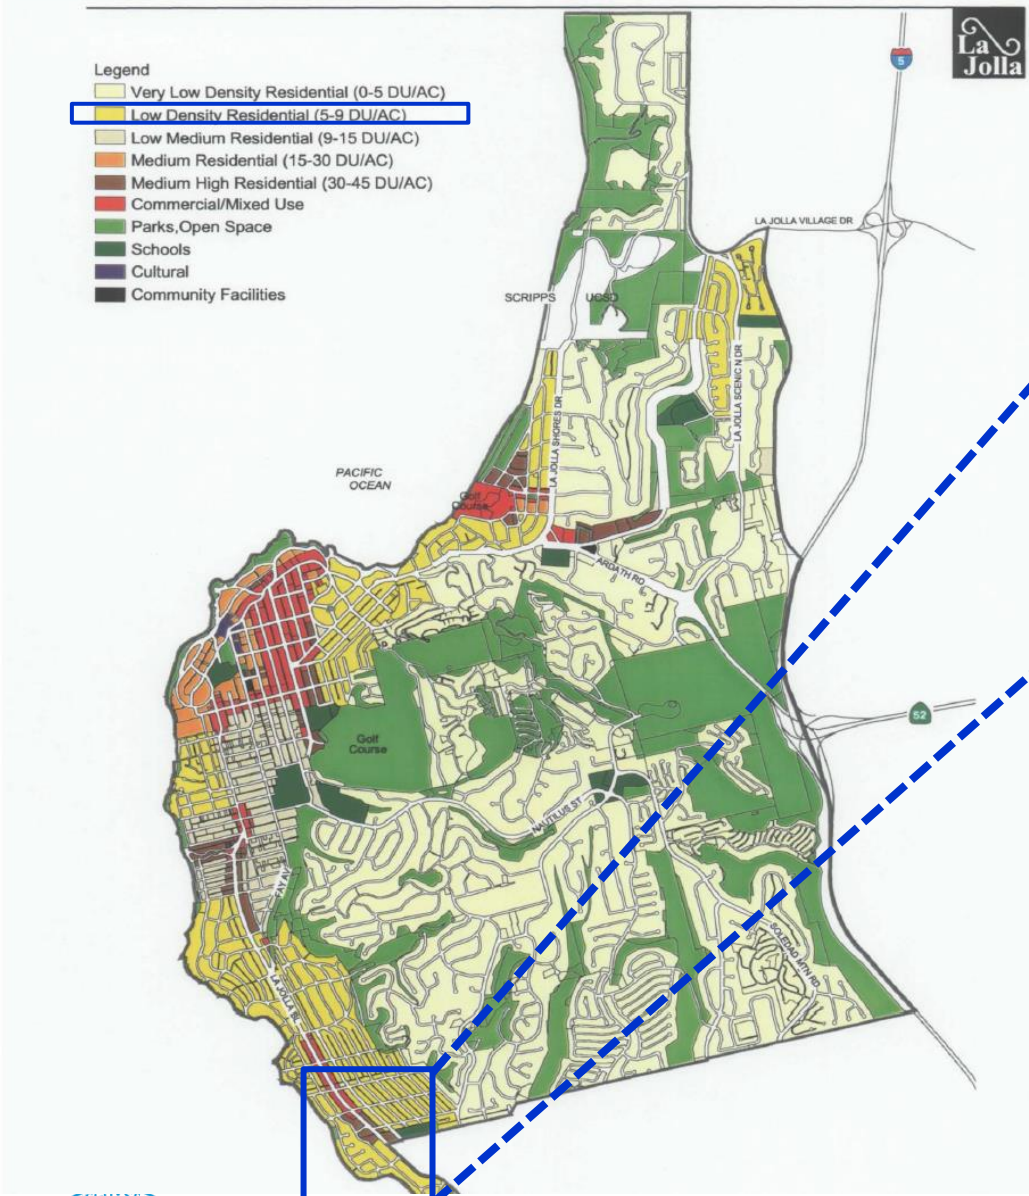 La
Jolla
5
Legend
Very Low Density Residential (0-5 DU/AC)
Low Density Residential (5-9 DU/AC)
Low Medium Residential (9-15 DU/AC)
Medium Residential (15-30 DU/AC)
Medium High Residential (30-45 DU/AC)
Commercial/Mixed Use
Parks,Open Space
Schools
Cultural
Community Facilities
LA JOLLA VILLAGE DR
SCRIPPS
UCSD
LA JOLLA SCENIC N DR
LA JOLLA SHORES DR
PACIFIC
OCEAN
Golf
Course
ARDATH RD
52
Golf
Course
NAUTILUS ST
FAY AV
SOLEDAD MTN RD
LA JOLLA BL